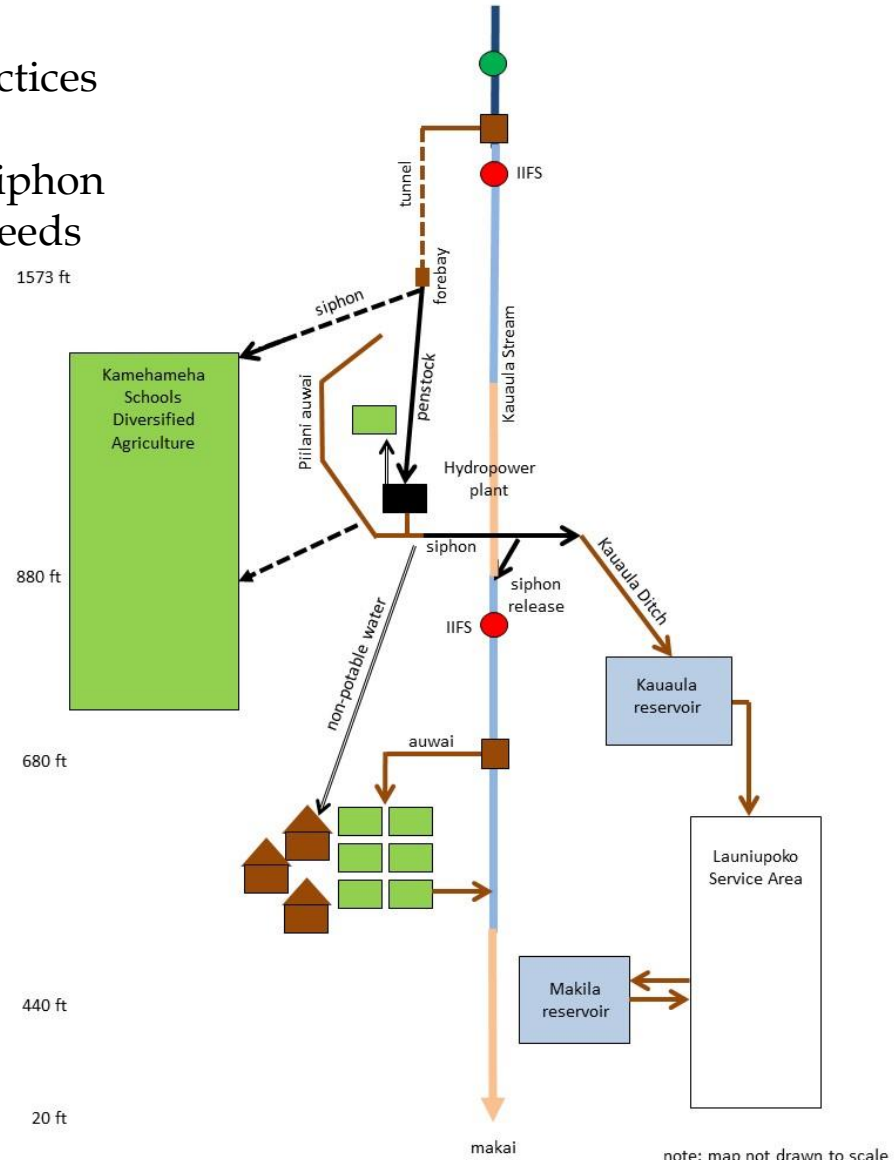 ctices
iphon
eeds
IIFS
tunnel
1573 ft
forebay
siphon
Kauaula Stream
Kamehameha
Schools
Diversified
Agriculture
Piilani auwai
penstock
Hydropower
plant
siphon
880 ft
siphon
release
Kauaula Ditch
IIFS
non-potable water
Kauaula
reservoir
auwai
680 ft
Launiupoko
Service Area
Makila
reservoir
440 ft
20 ft
makai
note: map not drawn to scale